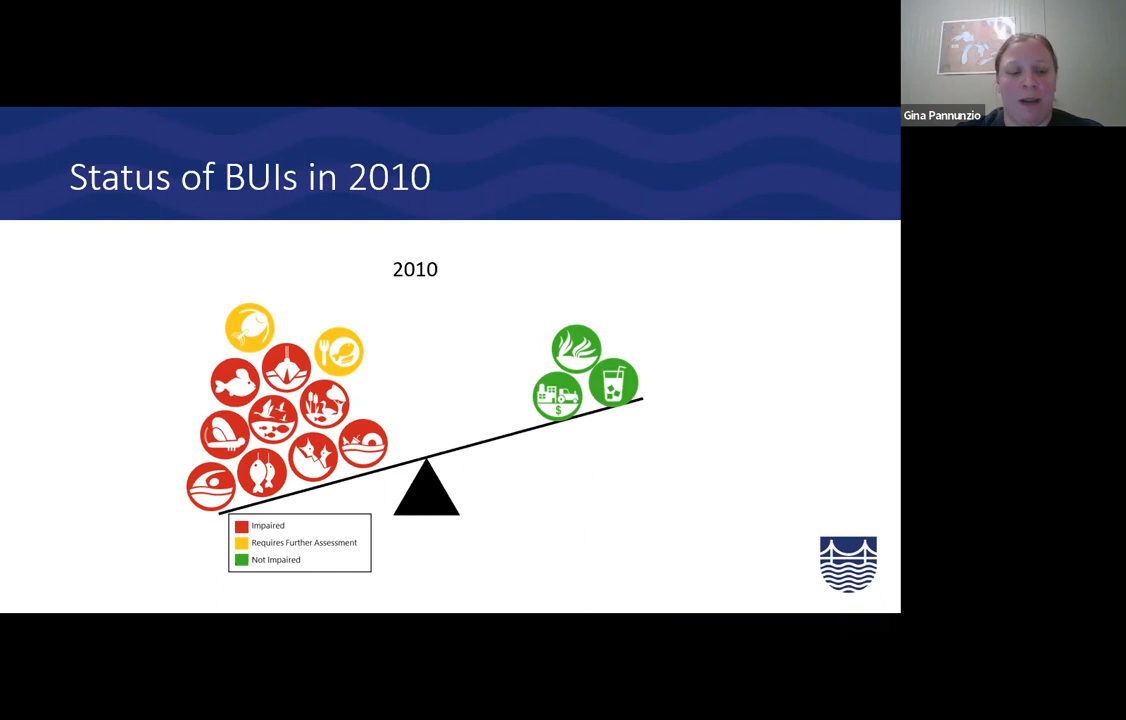 Gina Pannunzio
Status of BUIs in 2010
2010
$
Impaired
Requires Further Assessment
Not Impaired